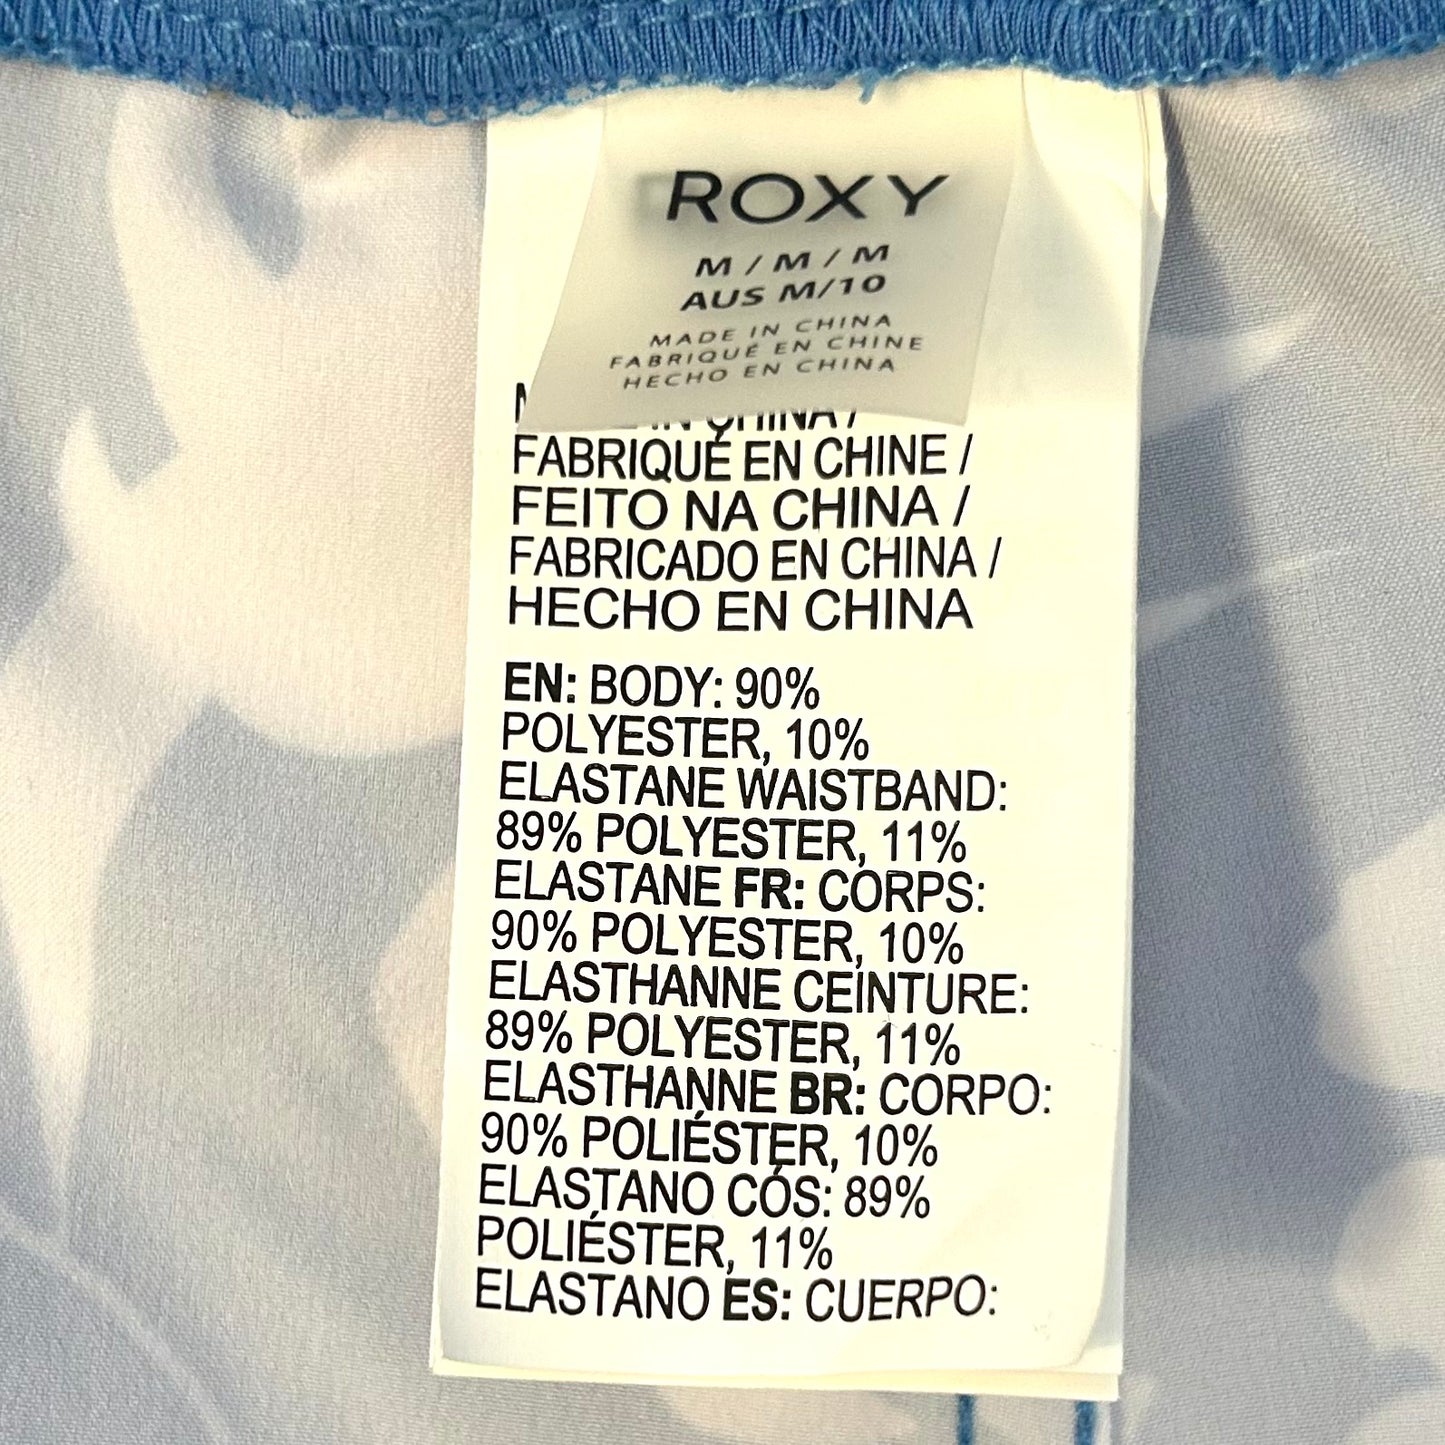 ROXY
M / M / M
AUS M/10
MADE IN CHINA
FABRIQUÉ EN CHINE
HECHO EN CHINA
IN CHINA /
FABRIQUÉ EN CHINE /
FEITO NA CHINA /
FABRICADO EN CHINA /
HECHO EN CHINA
EN: BODY: 90%
POLYESTER, 10%
ELASTANE WAISTBAND:
89% POLYESTER, 11%
ELASTANE FR: CORPS:
90% POLYESTER, 10%
ELASTHANNE CEINTURE:
89% POLYESTER, 11%
ELASTHANNE BR: CORPO:
90% POLIÉSTER, 10%
ELASTANO CÓS: 89%
POLIÉSTER, 11%
ELASTANO ES: CUERPO: